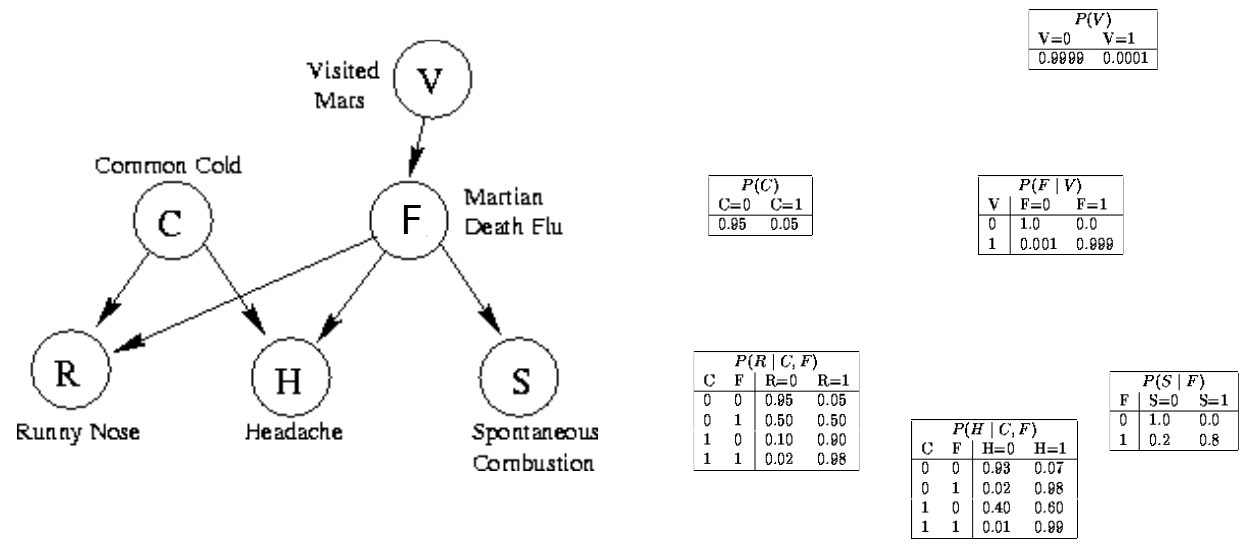 Visited
Mars
V
Common Cold
C
F
Martian
Death Flu
R
H
S
Runny Nose
Headache
Spontaneous
Combustion
P(V)
V=0 V=1
0.9999 0.0001
P(C)
C=0 C=1
0.95 0.05
P(F | V)
V F=0 F=1
0 1.0 0.0
1 0.001 0.999
P(R | C, F)
C F R=0 R=1
0 0 0.95 0.05
0 1 0.50 0.50
1 0 0.10 0.90
1 1 0.02 0.98
P(H | C, F)
C F H=0 H=1
0 0 0.93 0.07
0 1 0.02 0.98
1 0 0.40 0.60
1 1 0.01 0.99
P(S | F)
F S=0 S=1
0 1.0 0.0
1 0.2 0.8